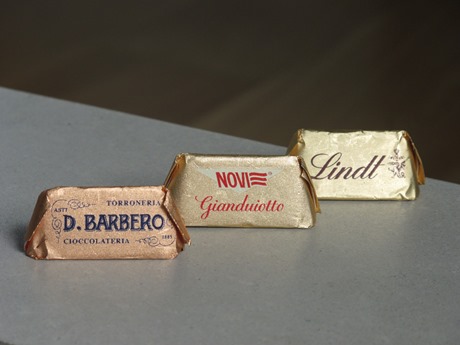 TORRONERIA
ASTI
D. BARBERO
CIOCCOLATERIA 1883
NOVI
Gianduiotto
Lindt